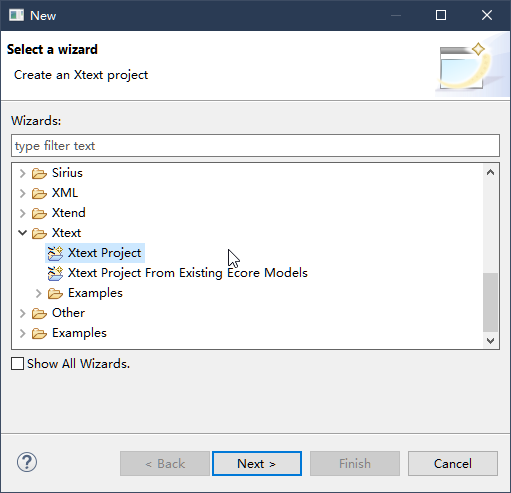 New
Select a wizard
Create an Xtext project
Wizards:
type filter text
Sirius
XML
Xtend
Xtext
Xtext Project
Xtext Project From Existing Ecore Models
Examples
Other
Examples
Show All Wizards.
?
< Back
Next >
Finish
Cancel